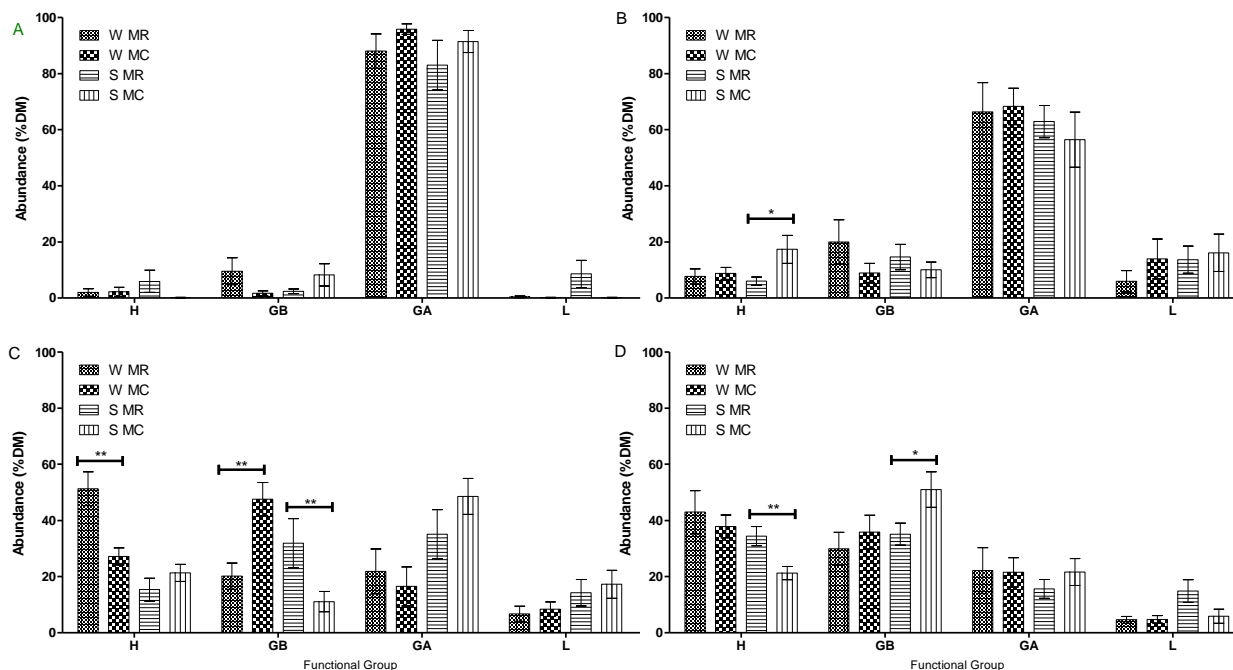 A
W MR
W MC
S MR
S MC
Abundance (%DM)
100
80
60
40
20
0
H GB GA L
B
W MR
W MC
S MR
S MC
Abundance (%DM)
100
80
60
40
20
0
*
H GB GA L
C
W MR
W MC
S MR
S MC
Abundance (%DM)
100
80
60
40
20
0
**
**
**
H GB GA L
Functional Group
D
W MR
W MC
S MR
S MC
Abundance (%DM)
100
80
60
40
20
0
**
*
H GB GA L
Functional Group